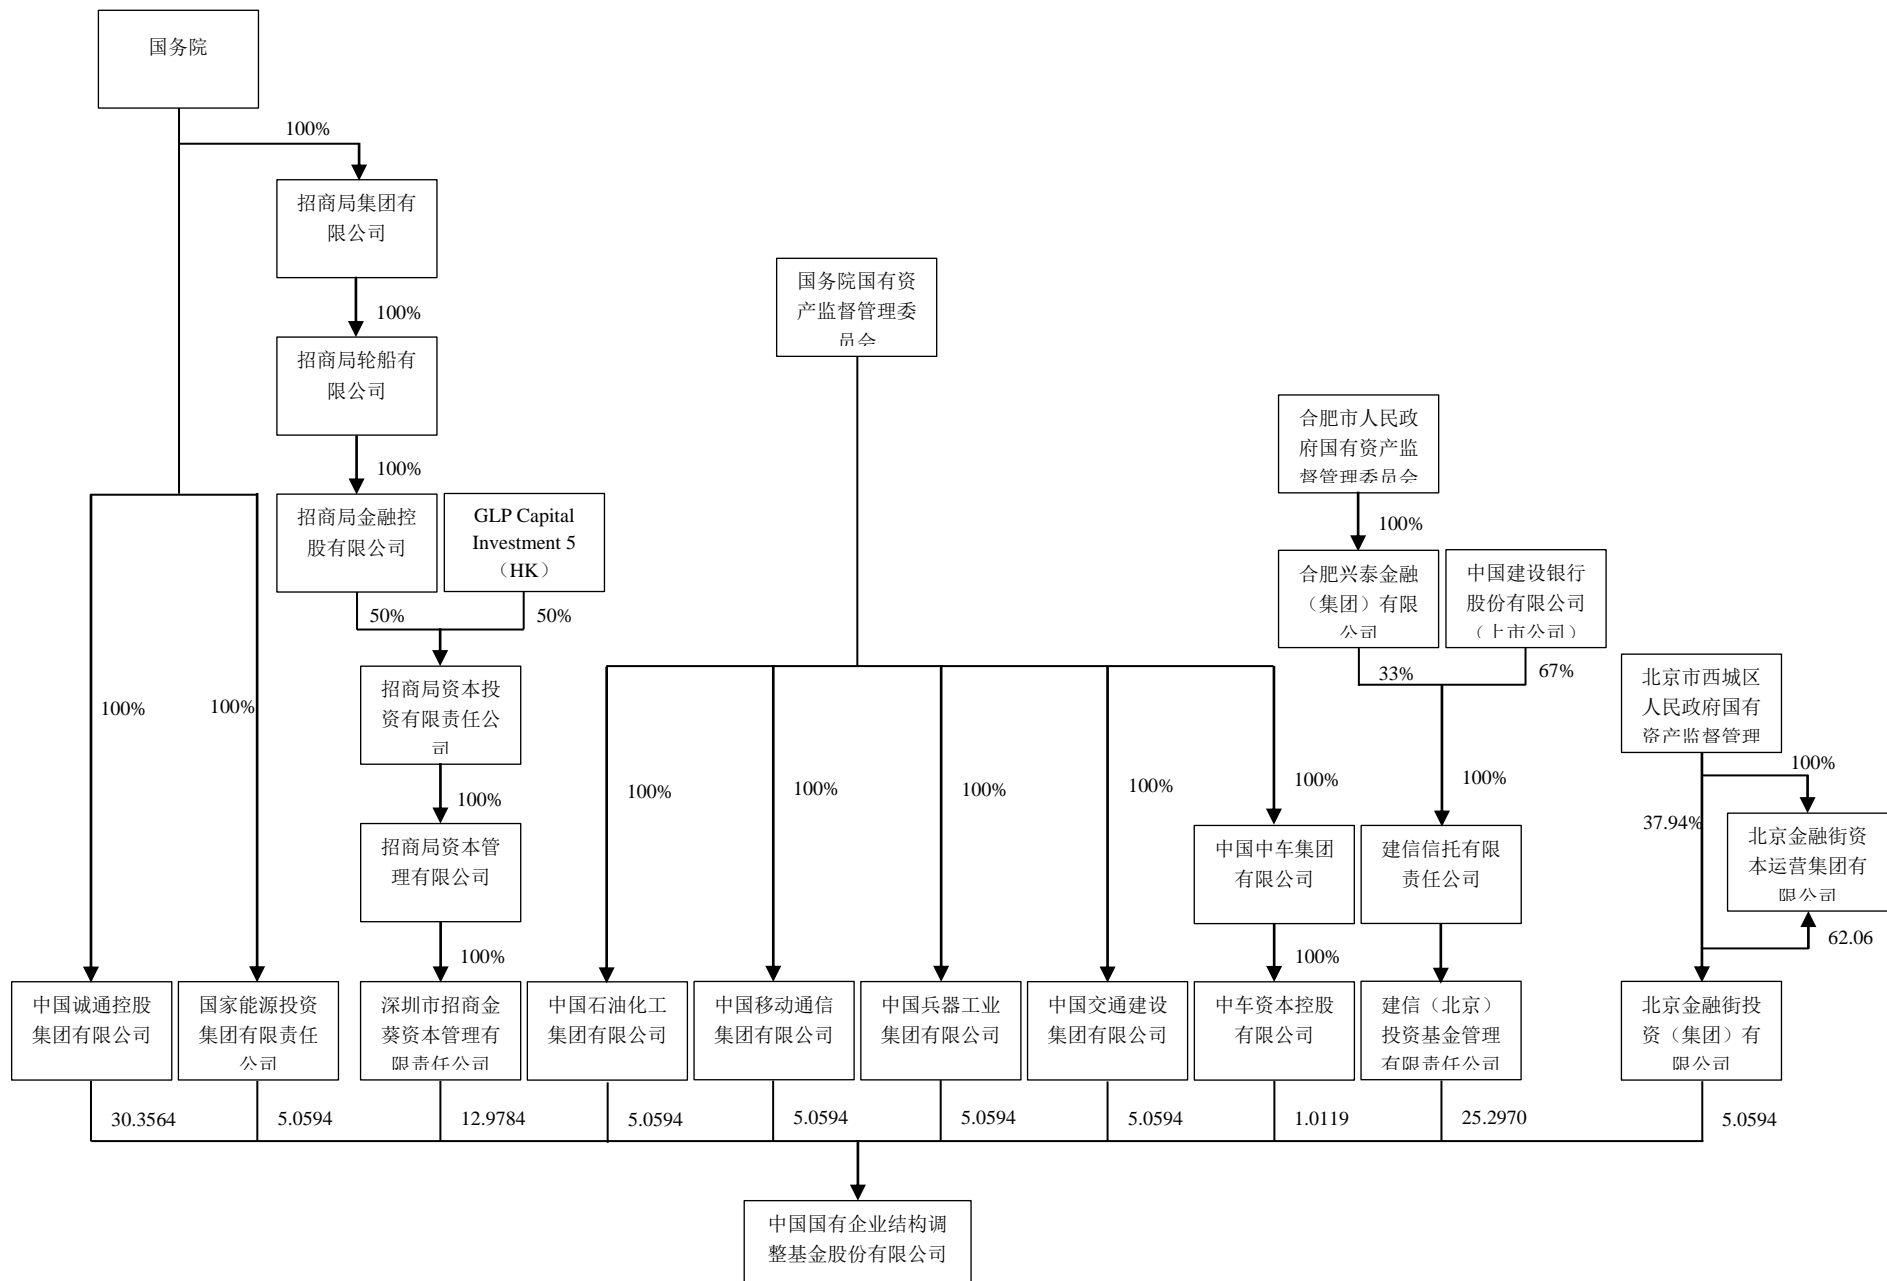 国务院
100%
招商局集团有
限公司
100%
招商局轮船有
限公司
100%
招商局金融控
股有限公司
GLP Capital
Investment 5
（HK）
50%
50%
招商局资本投
资有限责任公
司
100%
招商局资本管
理有限公司
100%
100%
100%
国务院国有资
产监督管理委
员会
100%
100%
100%
100%
100%
中国中车集团
有限公司
100%
合肥市人民政
府国有资产监
督管理委员会
100%
合肥兴泰金融
（集团）有限
公司
中国建设银行
股份有限公司
（上市公司）
33%
67%
100%
建信信托有限
责任公司
北京市西城区
人民政府国有
资产监督管理
100%
37.94%
北京金融街资
本运营集团有
限公司
62.06
中国诚通控股
集团有限公司
国家能源投资
集团有限责任
公司
深圳市招商金
葵资本管理有
限责任公司
中国石油化工
集团有限公司
中国移动通信
集团有限公司
中国兵器工业
集团有限公司
中国交通建设
集团有限公司
中车资本控股
有限公司
建信（北京）
投资基金管理
有限责任公司
北京金融街投
资（集团）有
限公司
30.3564
5.0594
12.9784
5.0594
5.0594
5.0594
5.0594
1.0119
25.2970
5.0594
中国国有企业结构调
整基金股份有限公司